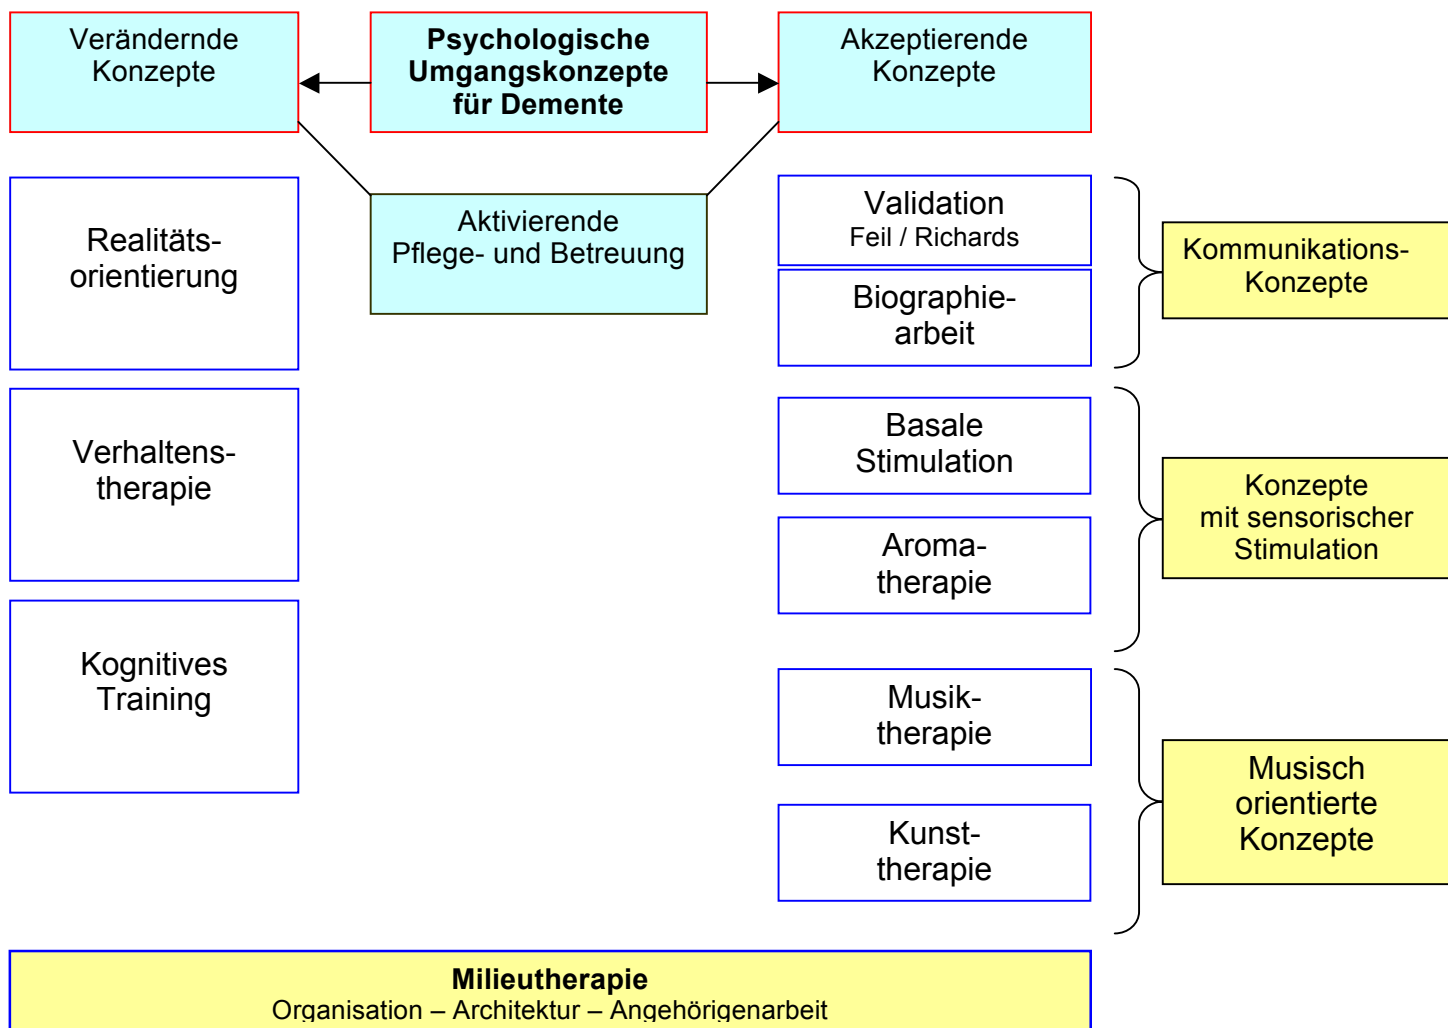 Verändernde
Konzepte
Psychologische
Umgangskonzepte
für Demente
Akzeptierende
Konzepte
Aktivierende
Pflege- und Betreuung
Realitäts-
orientierung
Verhaltens-
therapie
Kognitives
Training
Validation
Feil / Richards
Biographie-
arbeit
Kommunikations-
Konzepte
Basale
Stimulation
Aroma-
therapie
Konzepte
mit sensorischer
Stimulation
Musik-
therapie
Kunst-
therapie
Musisch
orientierte
Konzepte
Milieutherapie
Organisation – Architektur – Angehörigenarbeit